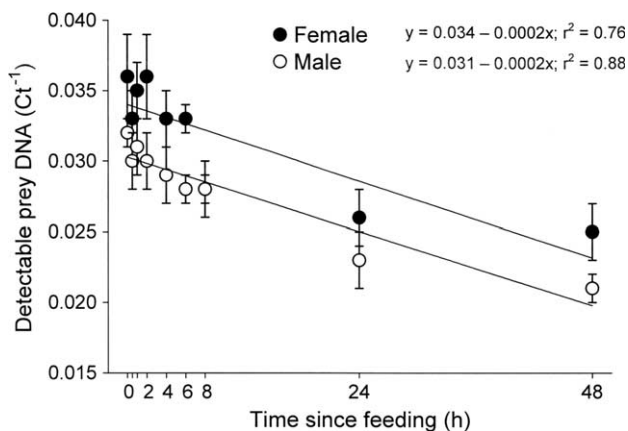 0.040
0.035
0.030
0.025
0.020
0.015
Detectable prey DNA (Ct⁻¹)
Female y = 0.034 – 0.0002x; r² = 0.76
Male y = 0.031 – 0.0002x; r² = 0.88
0 2 4 6 8 24 48
Time since feeding (h)